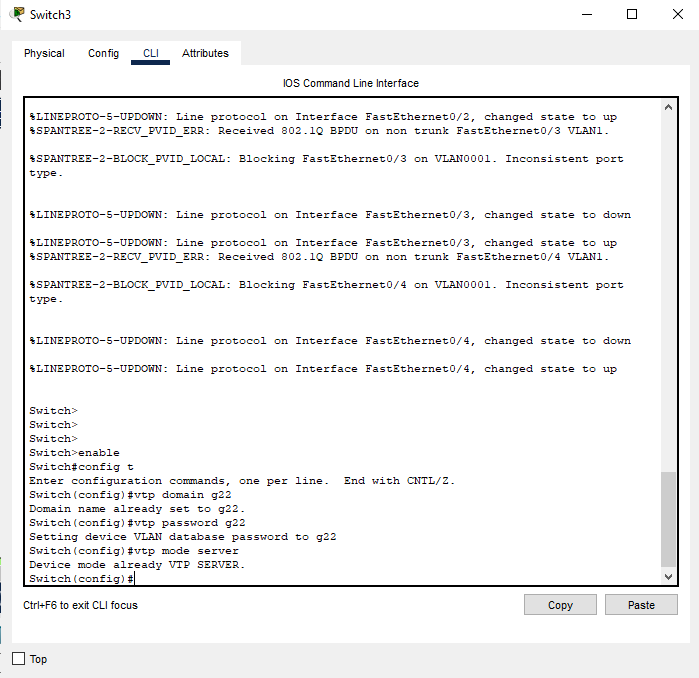 Switch3
Physical Config CLI Attributes
IOS Command Line Interface
%LINEPROTO-5-UPDOWN: Line protocol on Interface FastEthernet0/2, changed state to up
%SPANTREE-2-RECV_PVID_ERR: Received 802.1Q BPDU on non trunk FastEthernet0/3 VLAN1.
%SPANTREE-2-BLOCK_PVID_LOCAL: Blocking FastEthernet0/3 on VLAN0001. Inconsistent port
type.
%LINEPROTO-5-UPDOWN: Line protocol on Interface FastEthernet0/3, changed state to down
%LINEPROTO-5-UPDOWN: Line protocol on Interface FastEthernet0/3, changed state to up
%SPANTREE-2-RECV_PVID_ERR: Received 802.1Q BPDU on non trunk FastEthernet0/4 VLAN1.
%SPANTREE-2-BLOCK_PVID_LOCAL: Blocking FastEthernet0/4 on VLAN0001. Inconsistent port
type.
%LINEPROTO-5-UPDOWN: Line protocol on Interface FastEthernet0/4, changed state to down
%LINEPROTO-5-UPDOWN: Line protocol on Interface FastEthernet0/4, changed state to up
Switch>
Switch>
Switch>
Switch>enable
Switch#config t
Enter configuration commands, one per line.  End with CNTL/Z.
Switch(config)#vtp domain g22
Domain name already set to g22.
Switch(config)#vtp password g22
Setting device VLAN database password to g22
Switch(config)#vtp mode server
Device mode already VTP SERVER.
Switch(config)#
Ctrl+F6 to exit CLI focus
Copy Paste
Top